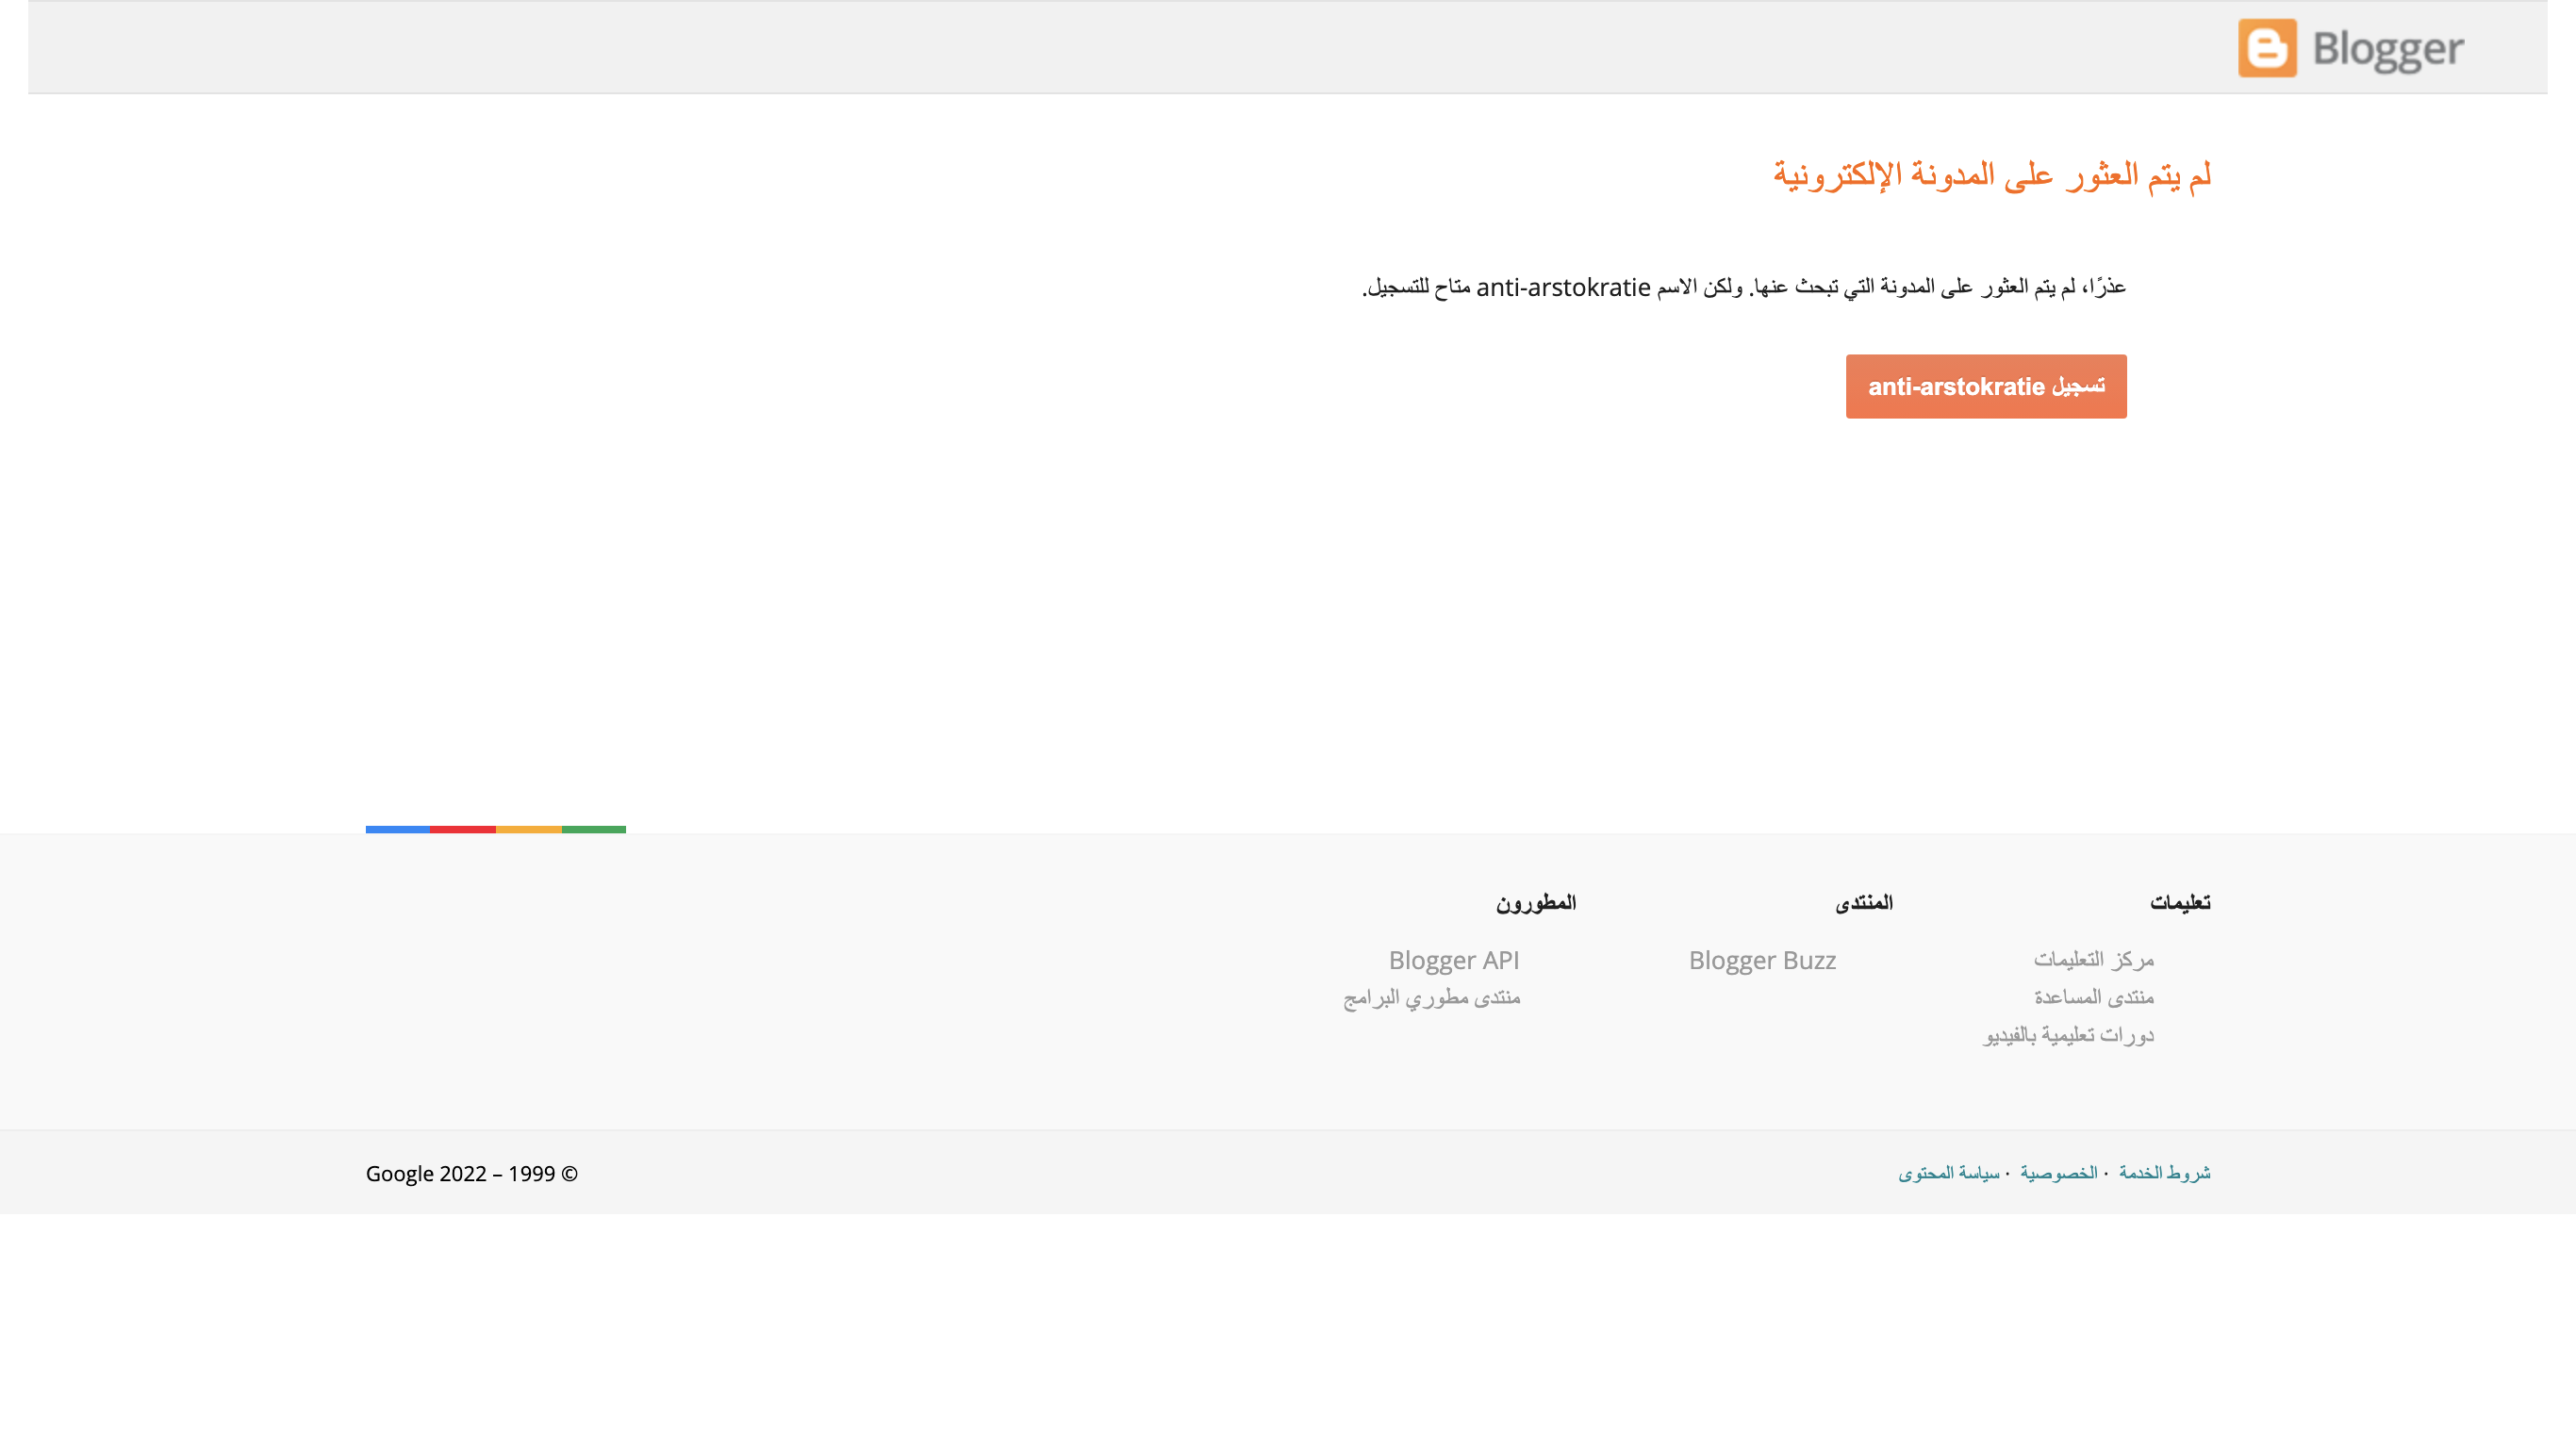 Blogger
لم يتم العثور على المدونة الإلكترونية
عذرًا، لم يتم العثور على المدونة التي تبحث عنها. ولكن الاسم anti-arstokratie متاح للتسجيل.
تسجيل anti-arstokratie
تعليمات
مركز التعليمات
منتدى المساعدة
دورات تعليمية بالفيديو
المنتدى
Blogger Buzz
المطورون
Blogger API
منتدى مطوري البرامج
شروط الخدمة · الخصوصية · سياسة المحتوى
© 1999 – 2022 Google